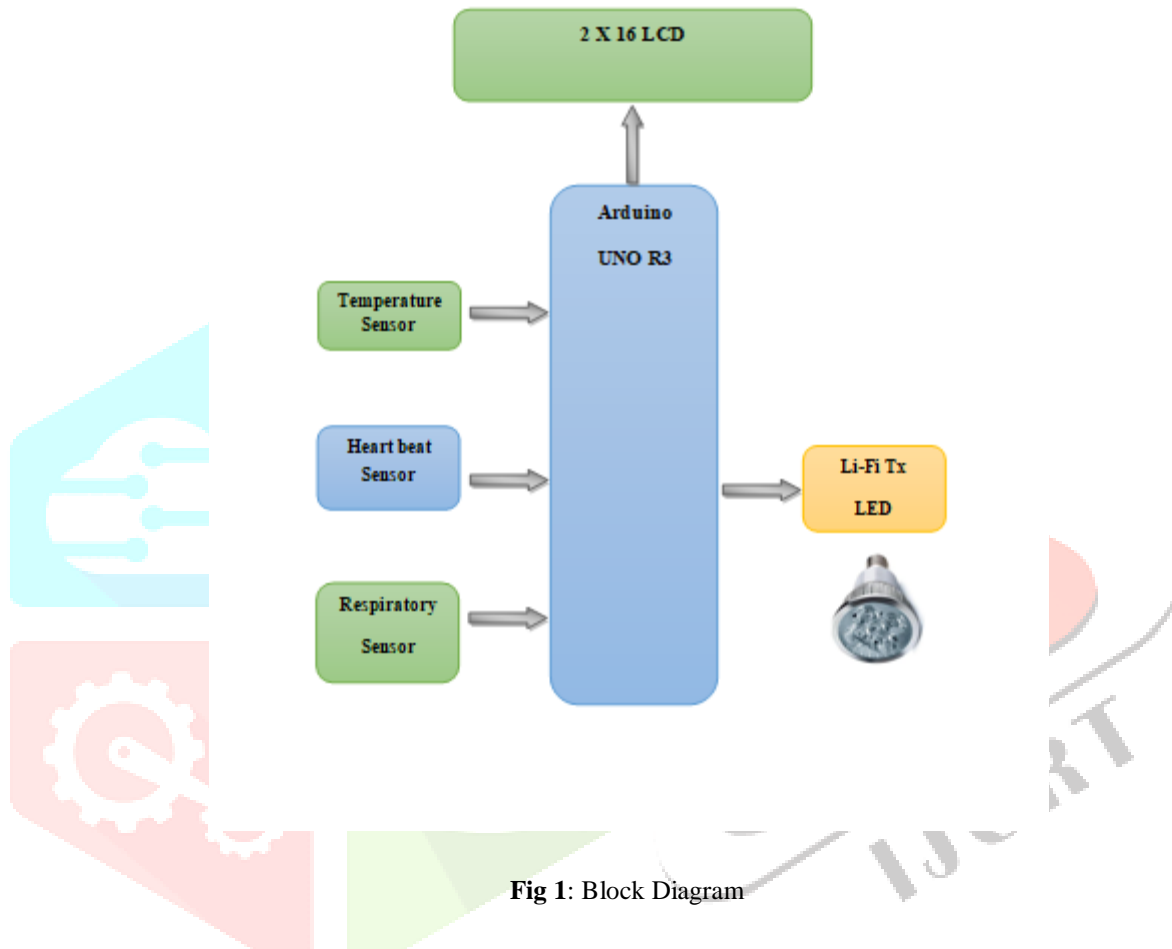 2 X 16 LCD
Arduino
UNO R3
Temperature
Sensor
Heart beat
Sensor
Li-Fi Tx
LED
Respiratory
Sensor
Fig 1: Block Diagram